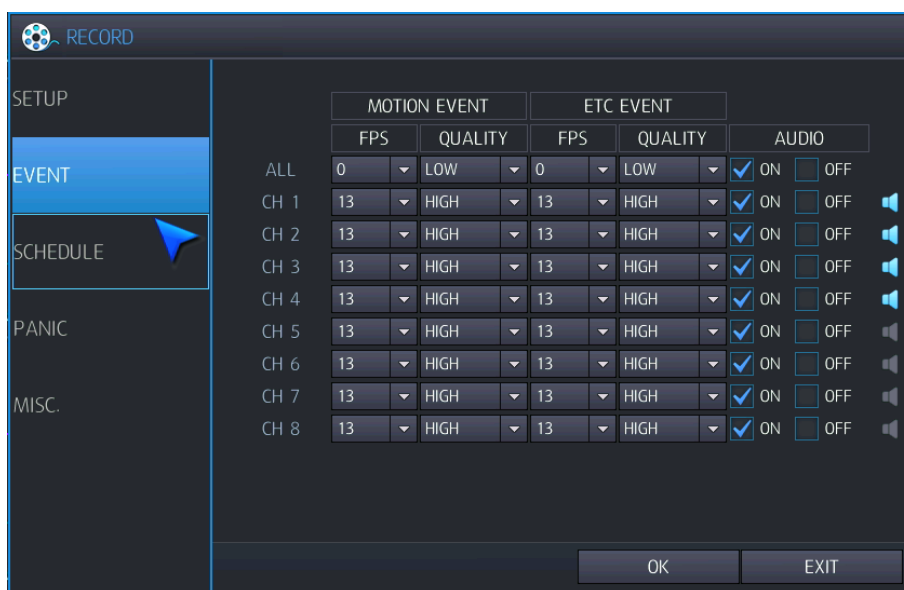 RECORD
SETUP
EVENT
SCHEDULE
PANIC
MISC.
MOTION EVENT ETC EVENT
FPS QUALITY FPS QUALITY AUDIO
ALL 0 LOW 0 LOW ON OFF
CH 1 13 HIGH 13 HIGH ON OFF
CH 2 13 HIGH 13 HIGH ON OFF
CH 3 13 HIGH 13 HIGH ON OFF
CH 4 13 HIGH 13 HIGH ON OFF
CH 5 13 HIGH 13 HIGH ON OFF
CH 6 13 HIGH 13 HIGH ON OFF
CH 7 13 HIGH 13 HIGH ON OFF
CH 8 13 HIGH 13 HIGH ON OFF
OK EXIT